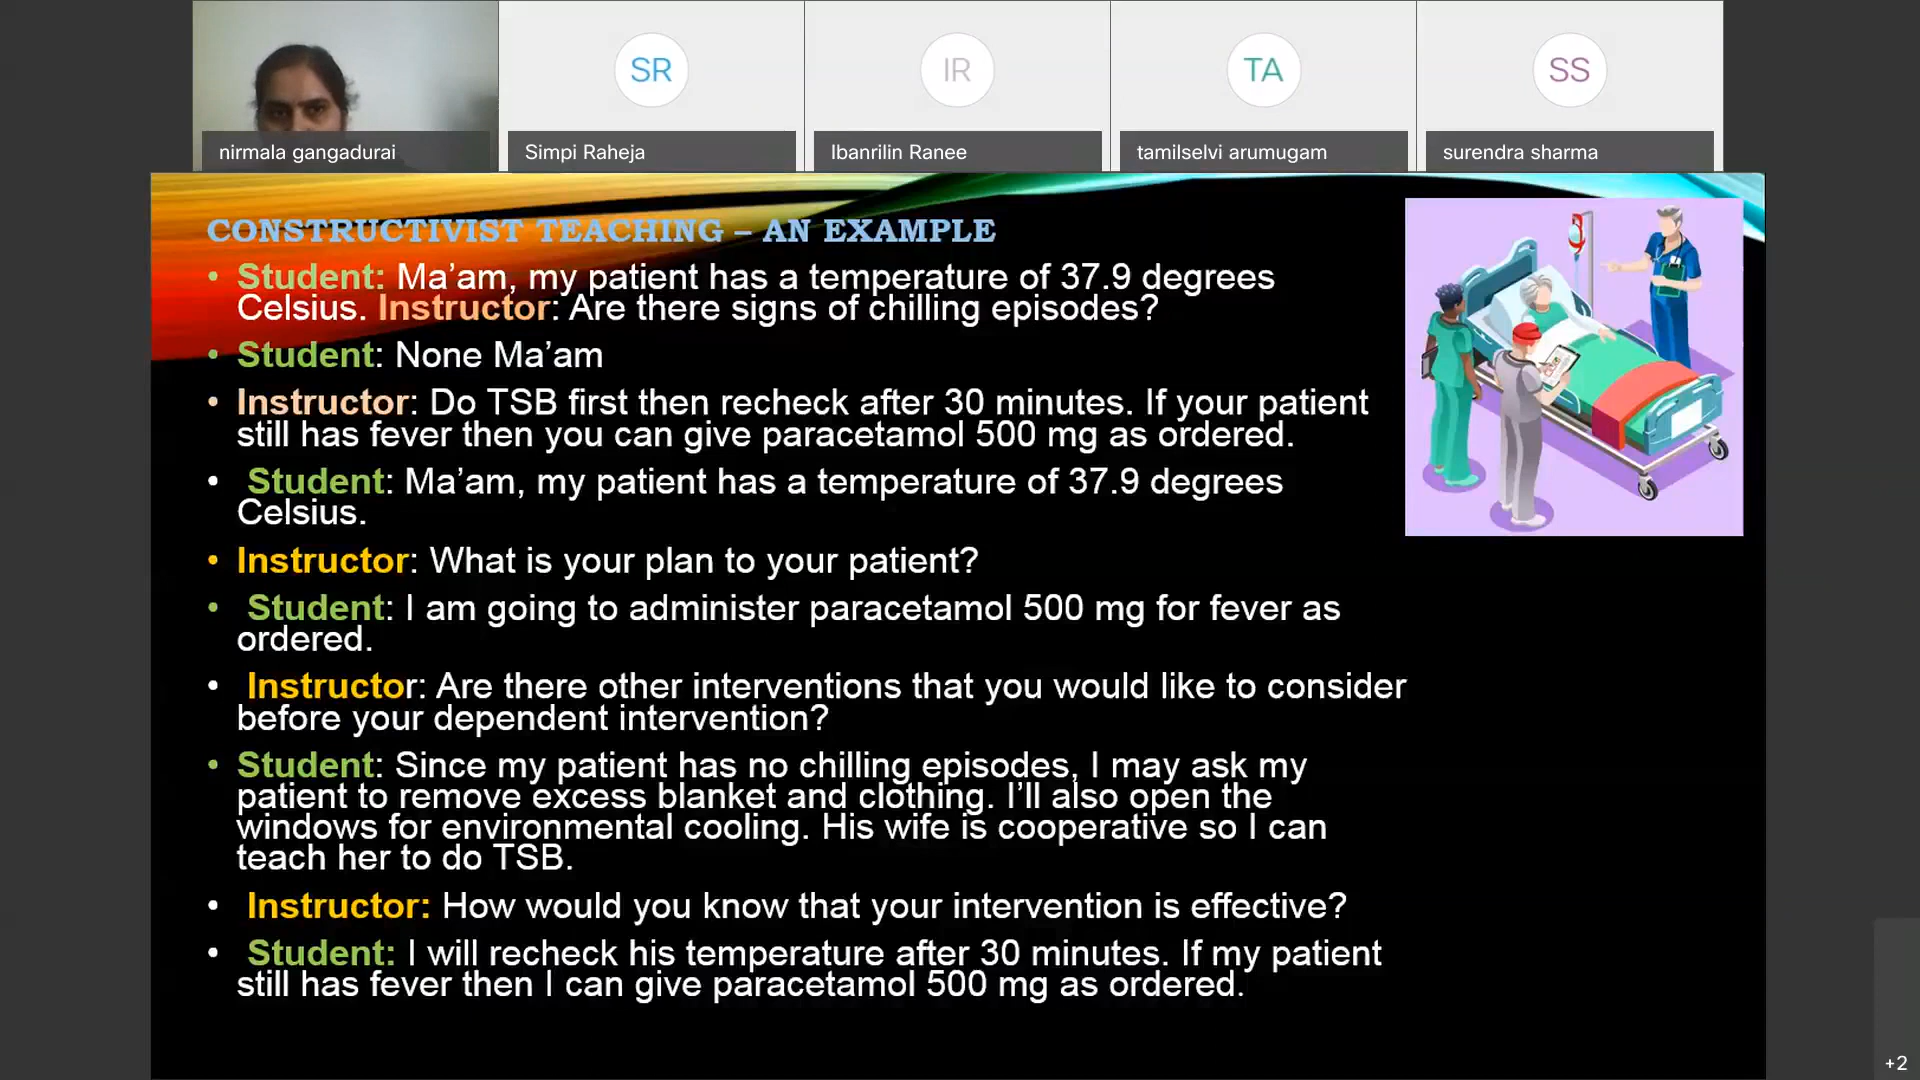 SR
IR
TA
SS
nirmala gangadurai
Simpi Raheja
Ibanrilin Ranee
tamilselvi arumugam
surendra sharma
CONSTRUCTIVIST TEACHING – AN EXAMPLE
• Student: Ma’am, my patient has a temperature of 37.9 degrees
Celsius. Instructor: Are there signs of chilling episodes?
• Student: None Ma’am
• Instructor: Do TSB first then recheck after 30 minutes. If your patient
still has fever then you can give paracetamol 500 mg as ordered.
• Student: Ma’am, my patient has a temperature of 37.9 degrees
Celsius.
• Instructor: What is your plan to your patient?
• Student: I am going to administer paracetamol 500 mg for fever as
ordered.
• Instructor: Are there other interventions that you would like to consider
before your dependent intervention?
• Student: Since my patient has no chilling episodes, I may ask my
patient to remove excess blanket and clothing. I’ll also open the
windows for environmental cooling. His wife is cooperative so I can
teach her to do TSB.
• Instructor: How would you know that your intervention is effective?
• Student: I will recheck his temperature after 30 minutes. If my patient
still has fever then I can give paracetamol 500 mg as ordered.
+2